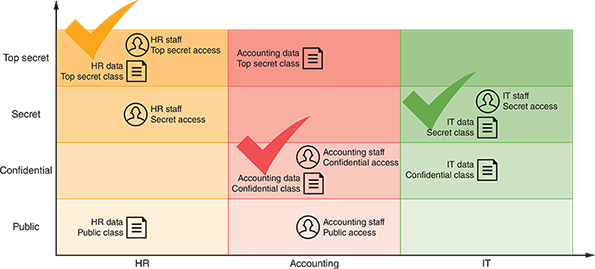 Top secret
HR staff
Top secret access
HR data
Top secret class
Accounting data
Top secret class
Secret
HR staff
Secret access
IT staff
Secret access
IT data
Secret class
Confidential
Accounting staff
Confidential access
Accounting data
Confidential class
IT data
Confidential class
Public
HR data
Public class
Accounting staff
Public access
HR
Accounting
IT